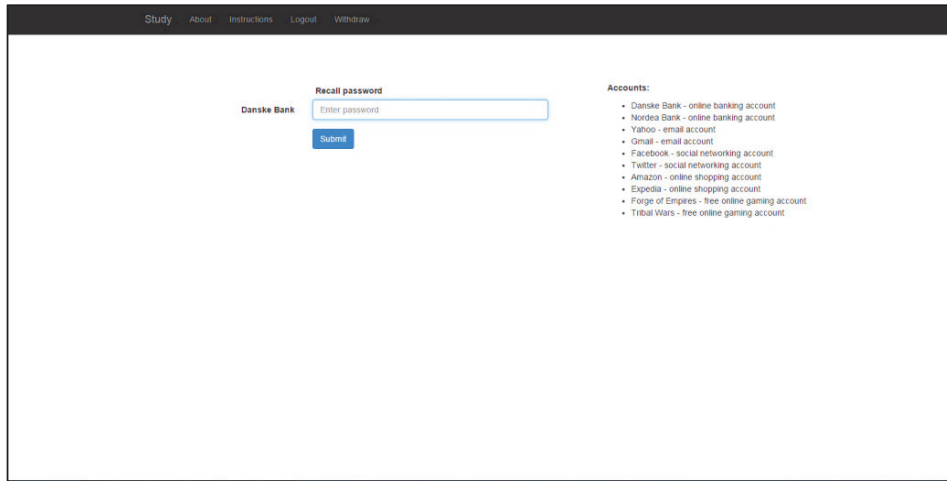 Study About Instructions Logout Withdraw
Recall password
Danske Bank
Enter password
Submit
Accounts:
• Danske Bank - online banking account
• Nordea Bank - online banking account
• Yahoo - email account
• Gmail - email account
• Facebook - social networking account
• Twitter - social networking account
• Amazon - online shopping account
• Expedia - online shopping account
• Forge of Empires - free online gaming account
• Tribal Wars - free online gaming account